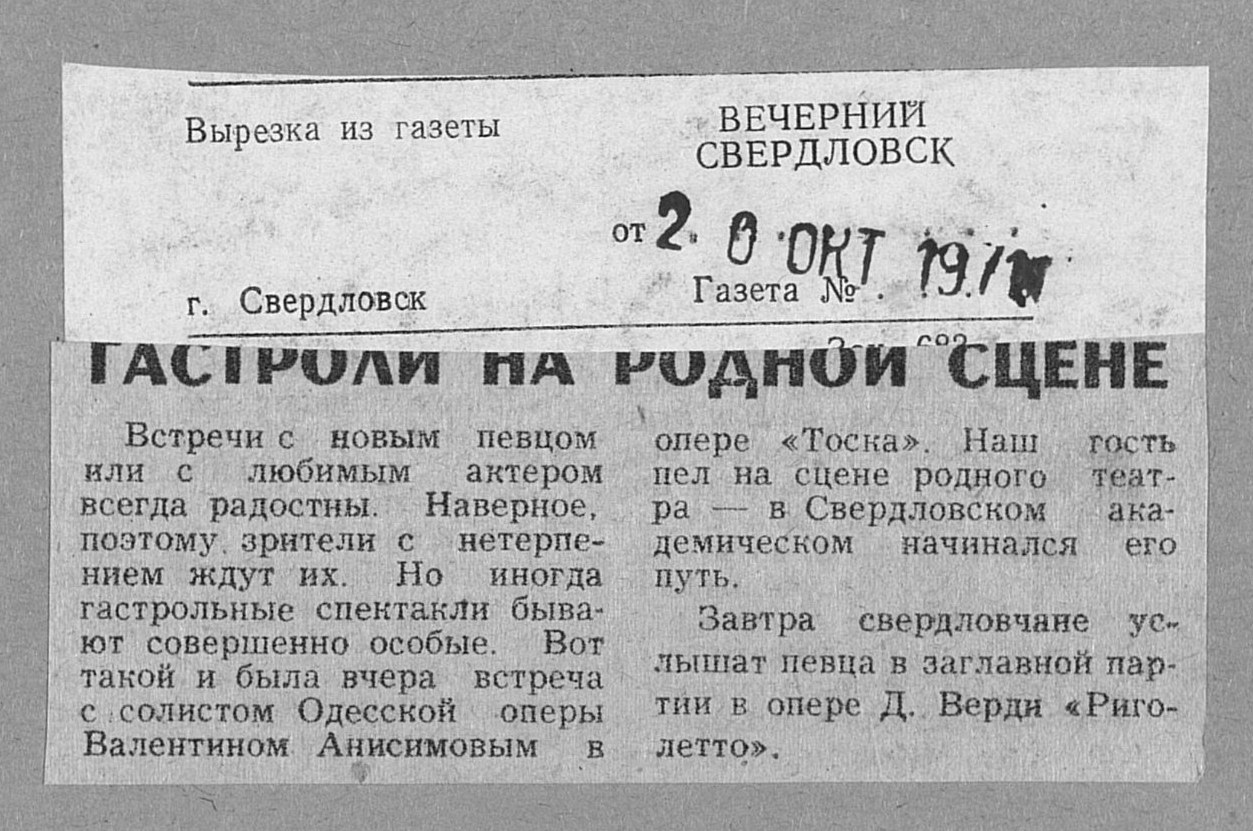 Вырезка из газеты
ВЕЧЕРНИЙ
СВЕРДЛОВСК
от 2 0 ОКТ 197
г. Свердловск
Газета №
ГАСТРОЛИ НА РОДНОЙ СЦЕНЕ
Встречи с новым певцом
или с любимым актером
всегда радостны. Наверное,
поэтому зрители с нетерпе-
нием ждут их. Но иногда
гастрольные спектакли быва-
ют совершенно особые. Вот
такой и была вчера встреча
с солистом Одесской оперы
Валентином Анисимовым в
опере «Тоска». Наш гость
пел на сцене родного теат-
ра — в Свердловском ака-
демическом начинался его
путь.
Завтра свердловчане ус-
лышат певца в заглавной пар-
тии в опере Д. Верди «Риго-
летто».